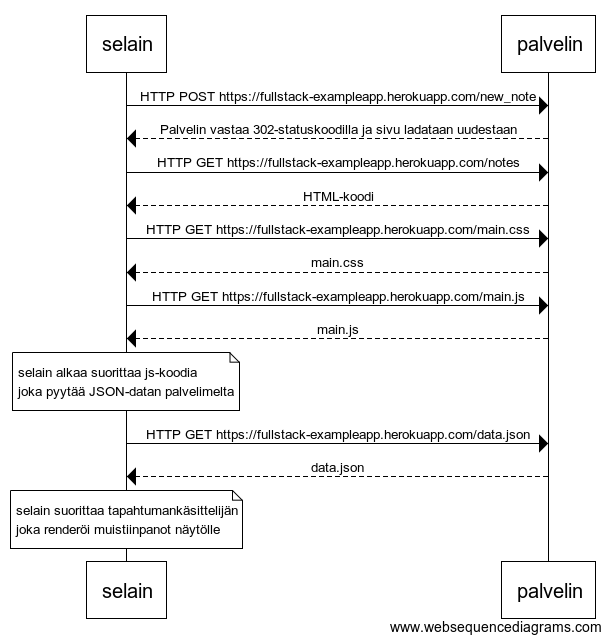 selain palvelin
HTTP POST https://fullstack-exampleapp.herokuapp.com/new_note
Palvelin vastaa 302-statuskoodilla ja sivu ladataan uudestaan
HTTP GET https://fullstack-exampleapp.herokuapp.com/notes
HTML-koodi
HTTP GET https://fullstack-exampleapp.herokuapp.com/main.css
main.css
HTTP GET https://fullstack-exampleapp.herokuapp.com/main.js
main.js
selain alkaa suorittaa js-koodia
joka pyytää JSON-datan palvelimelta
HTTP GET https://fullstack-exampleapp.herokuapp.com/data.json
data.json
selain suorittaa tapahtumankäsittelijän
joka renderöi muistiinpanot näytölle
selain palvelin
www.websequencediagrams.com